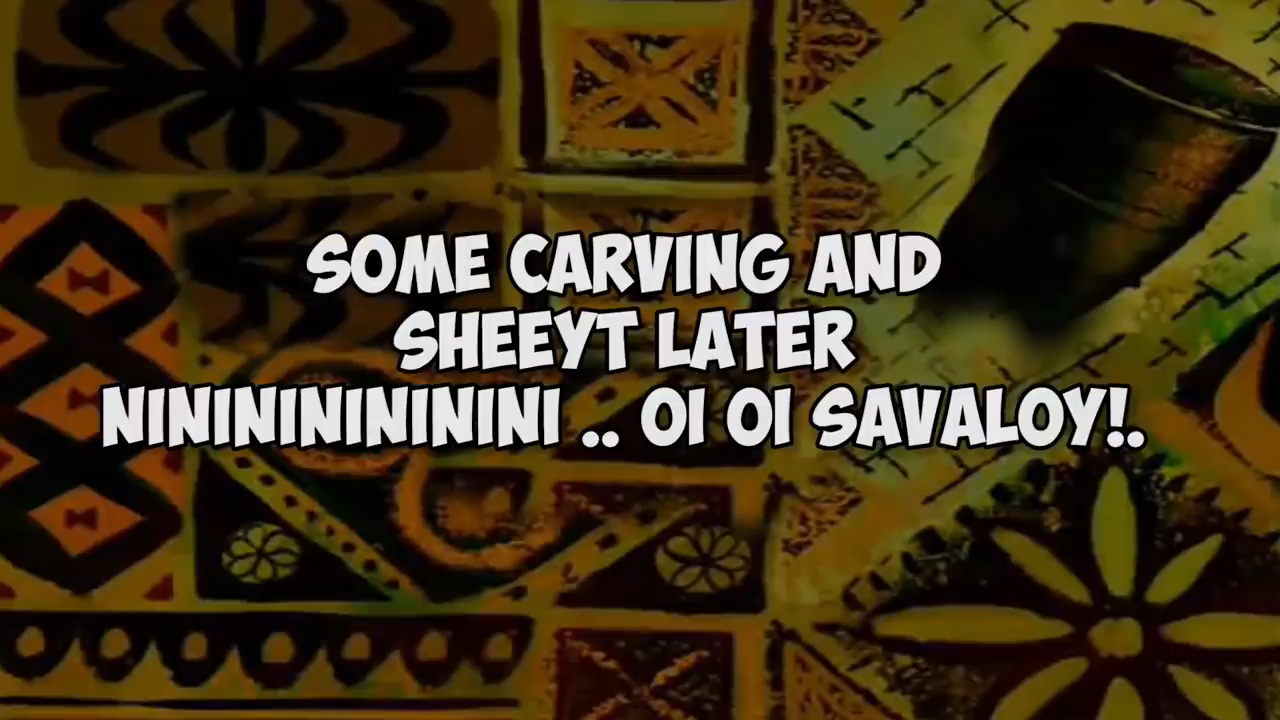 SOME CARVING AND
SHEEYT LATER
NINININININININI .. OI OI SAVALOY!.